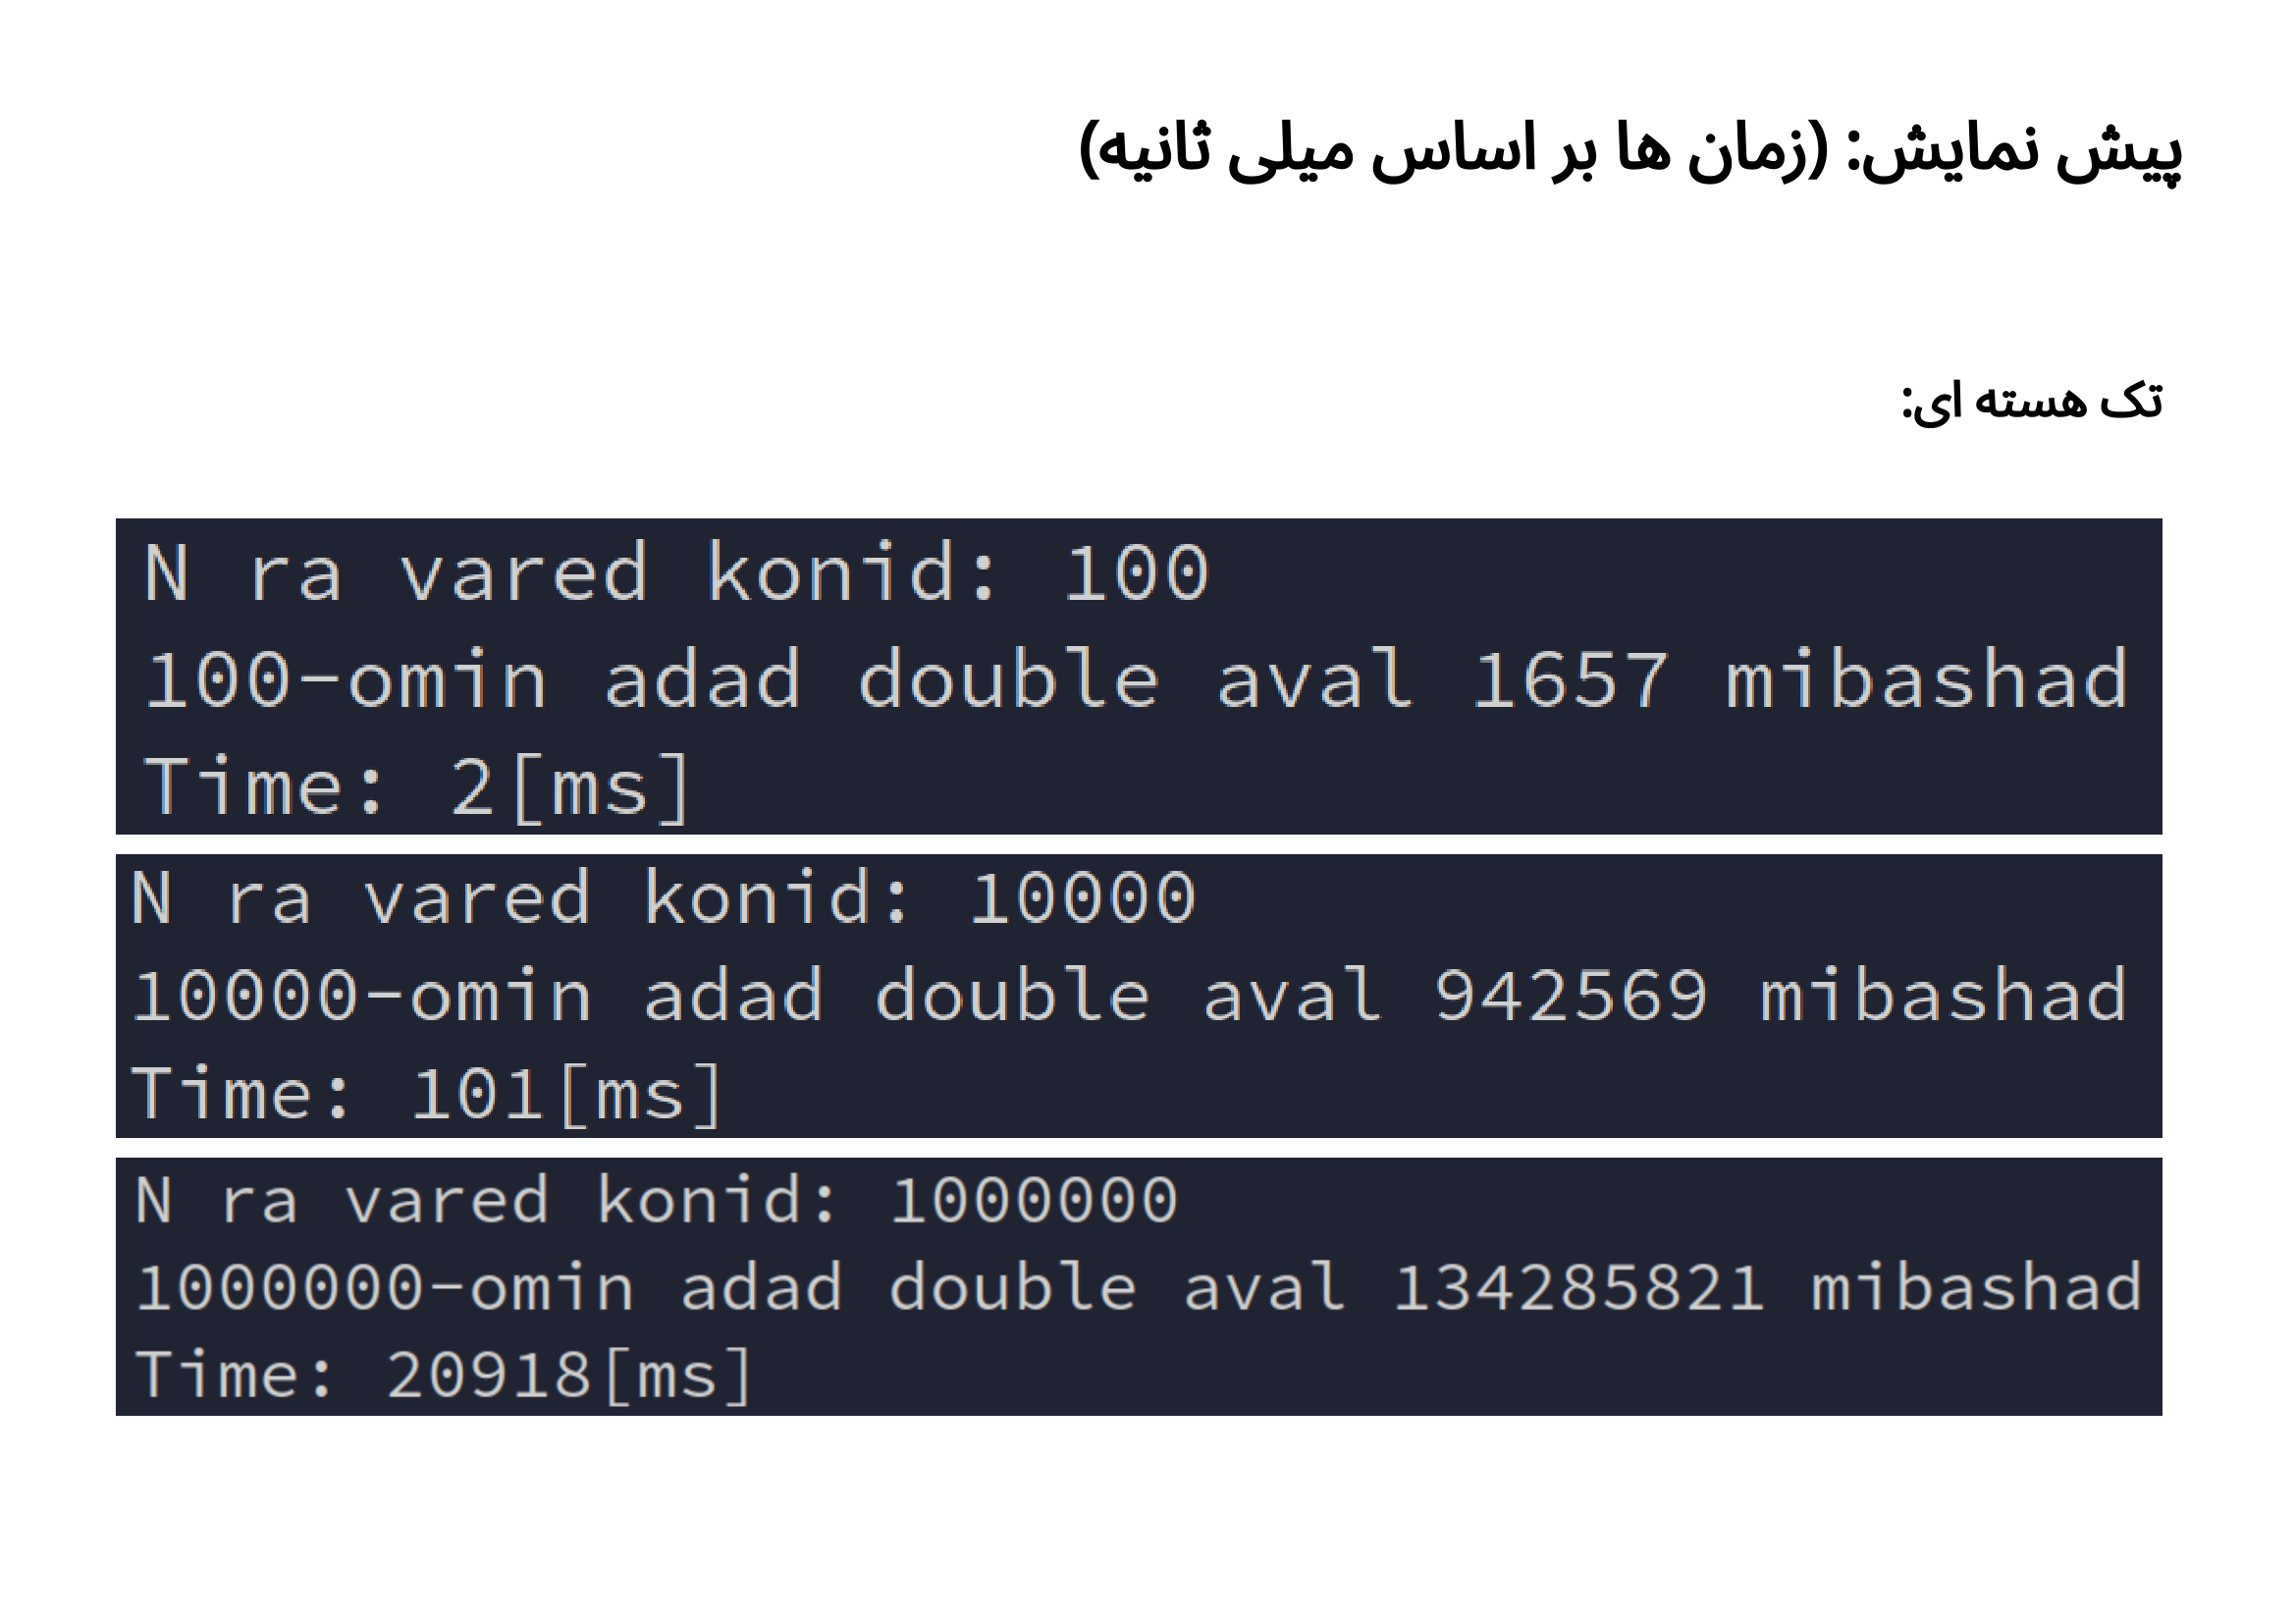 پیش نمایش: (زمان ها بر اساس میلی ثانیه)
تک هسته ای:
N ra vared konid: 100
100-omin adad double aval 1657 mibashad
Time: 2[ms]
N ra vared konid: 10000
10000-omin adad double aval 942569 mibashad
Time: 101[ms]
N ra vared konid: 1000000
1000000-omin adad double aval 134285821 mibashad
Time: 20918[ms]